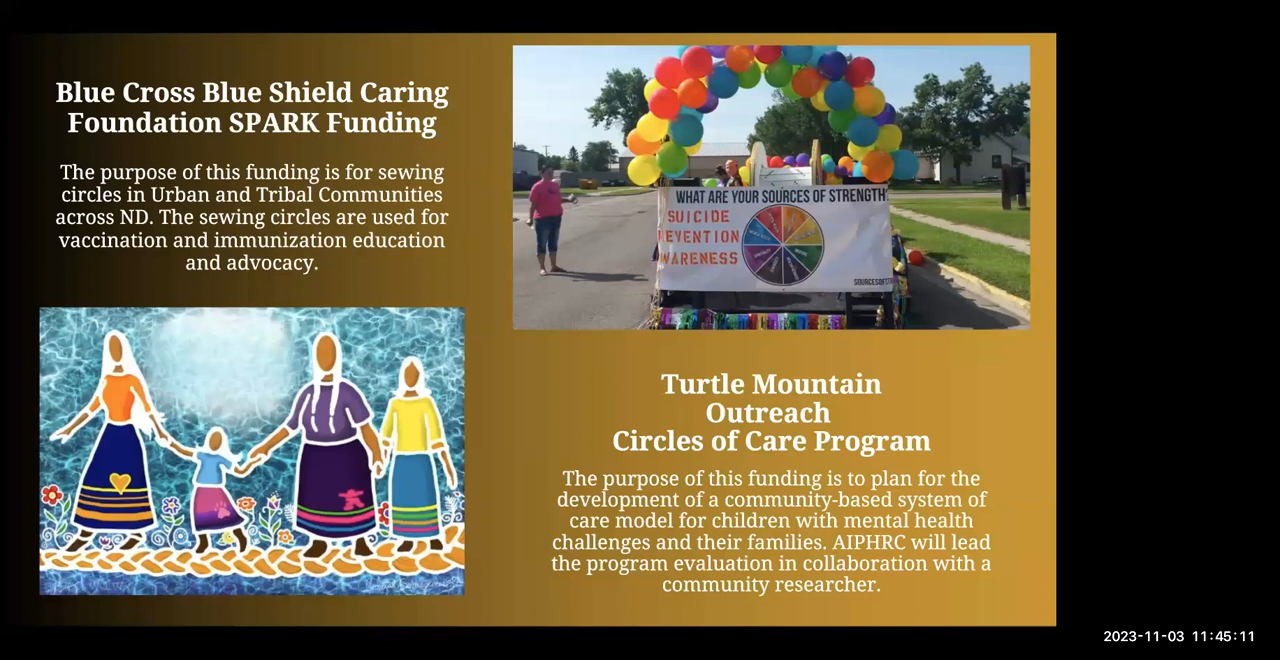 Blue Cross Blue Shield Caring
Foundation SPARK Funding
The purpose of this funding is for sewing
circles in Urban and Tribal Communities
across ND. The sewing circles are used for
vaccination and immunization education
and advocacy.
WHAT ARE YOUR SOURCES OF STRENGTH
SUICIDE
EVENTION
WARENESS
Turtle Mountain
Outreach
Circles of Care Program
The purpose of this funding is to plan for the
development of a community-based system of
care model for children with mental health
challenges and their families. AIPHRC will lead
the program evaluation in collaboration with a
community researcher.
2023-11-03 11:45:11